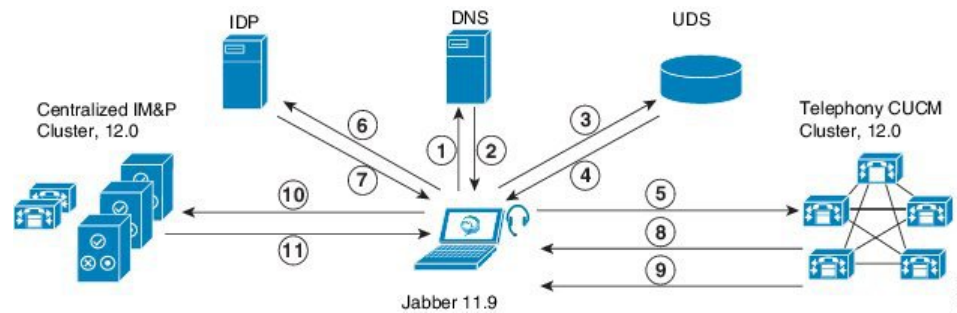 IDP
DNS
UDS
Centralized IM&P
Cluster, 12.0
Telephony CUCM
Cluster, 12.0
6
1
2
3
7
4
10
5
11
8
9
Jabber 11.9